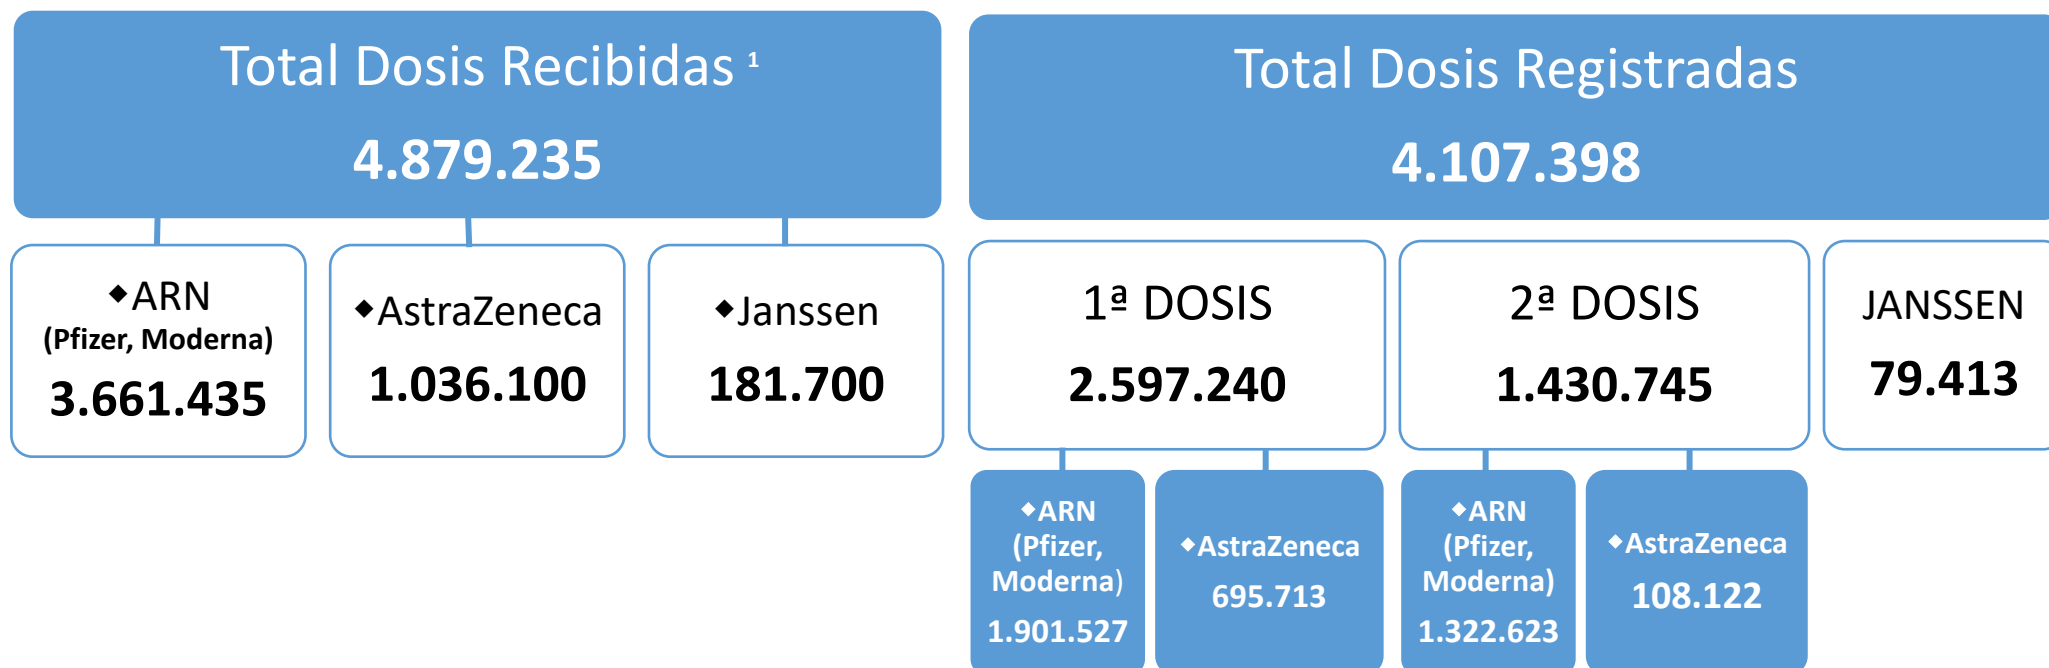 Total Dosis Recibidas ¹
4.879.235
◆ARN
(Pfizer, Moderna)
3.661.435
◆AstraZeneca
1.036.100
◆Janssen
181.700
Total Dosis Registradas
4.107.398
1ª DOSIS
2.597.240
2ª DOSIS
1.430.745
JANSSEN
79.413
◆ARN
(Pfizer,
Moderna)
1.901.527
◆AstraZeneca
695.713
◆ARN
(Pfizer,
Moderna)
1.322.623
◆AstraZeneca
108.122